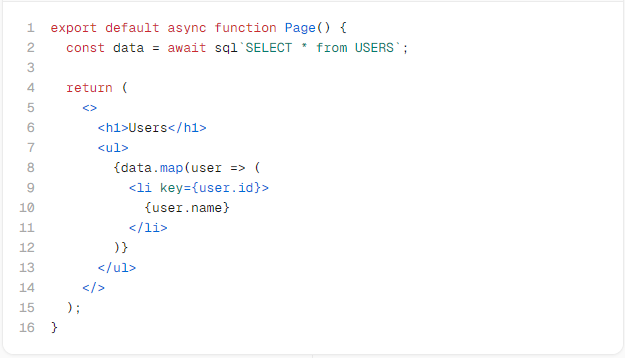 1 export default async function Page() {
2   const data = await sql`SELECT * from USERS`;
3
4   return (
5     <>
6       <h1>Users</h1>
7       <ul>
8         {data.map(user => (
9           <li key={user.id}>
10             {user.name}
11           </li>
12         )}
13       </ul>
14     </>
15   );
16 }